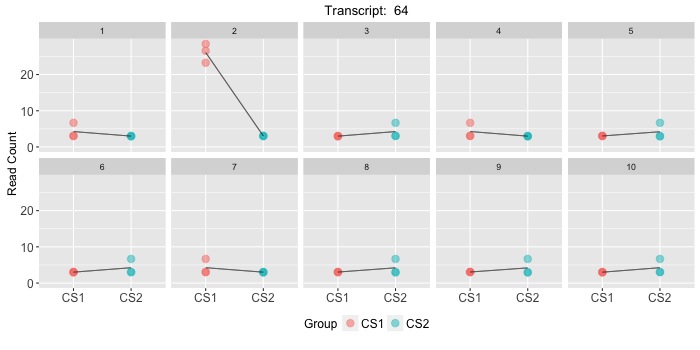 Transcript: 64
1 2 3 4 5
20
10
0
6 7 8 9 10
20
10
0
Read Count
CS1 CS2 CS1 CS2 CS1 CS2 CS1 CS2 CS1 CS2
Group CS1 CS2